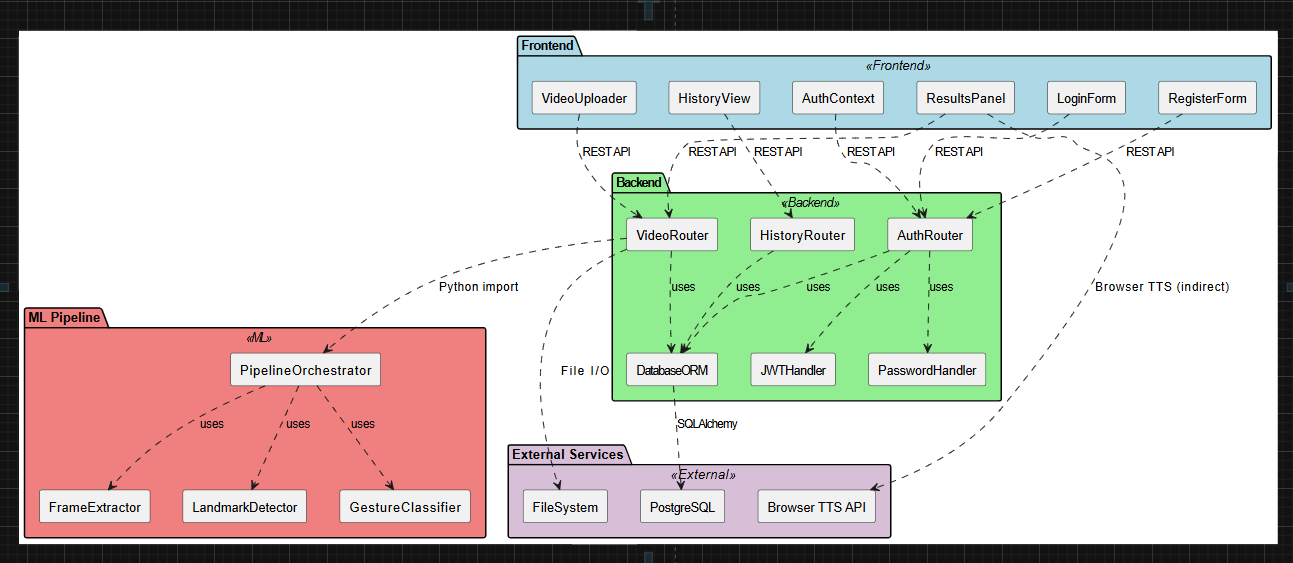 Frontend
«Frontend»
VideoUploader
HistoryView
AuthContext
ResultsPanel
LoginForm
RegisterForm
REST API
REST API
REST API
REST API
REST API
REST API
Backend
«Backend»
VideoRouter
HistoryRouter
AuthRouter
Python import
uses
uses
uses
uses
uses
Browser TTS (indirect)
ML Pipeline
«ML»
PipelineOrchestrator
File I/O
DatabaseORM
JWTHandler
PasswordHandler
uses
uses
uses
SQLAlchemy
External Services
«External»
FrameExtractor
LandmarkDetector
GestureClassifier
FileSystem
PostgreSQL
Browser TTS API